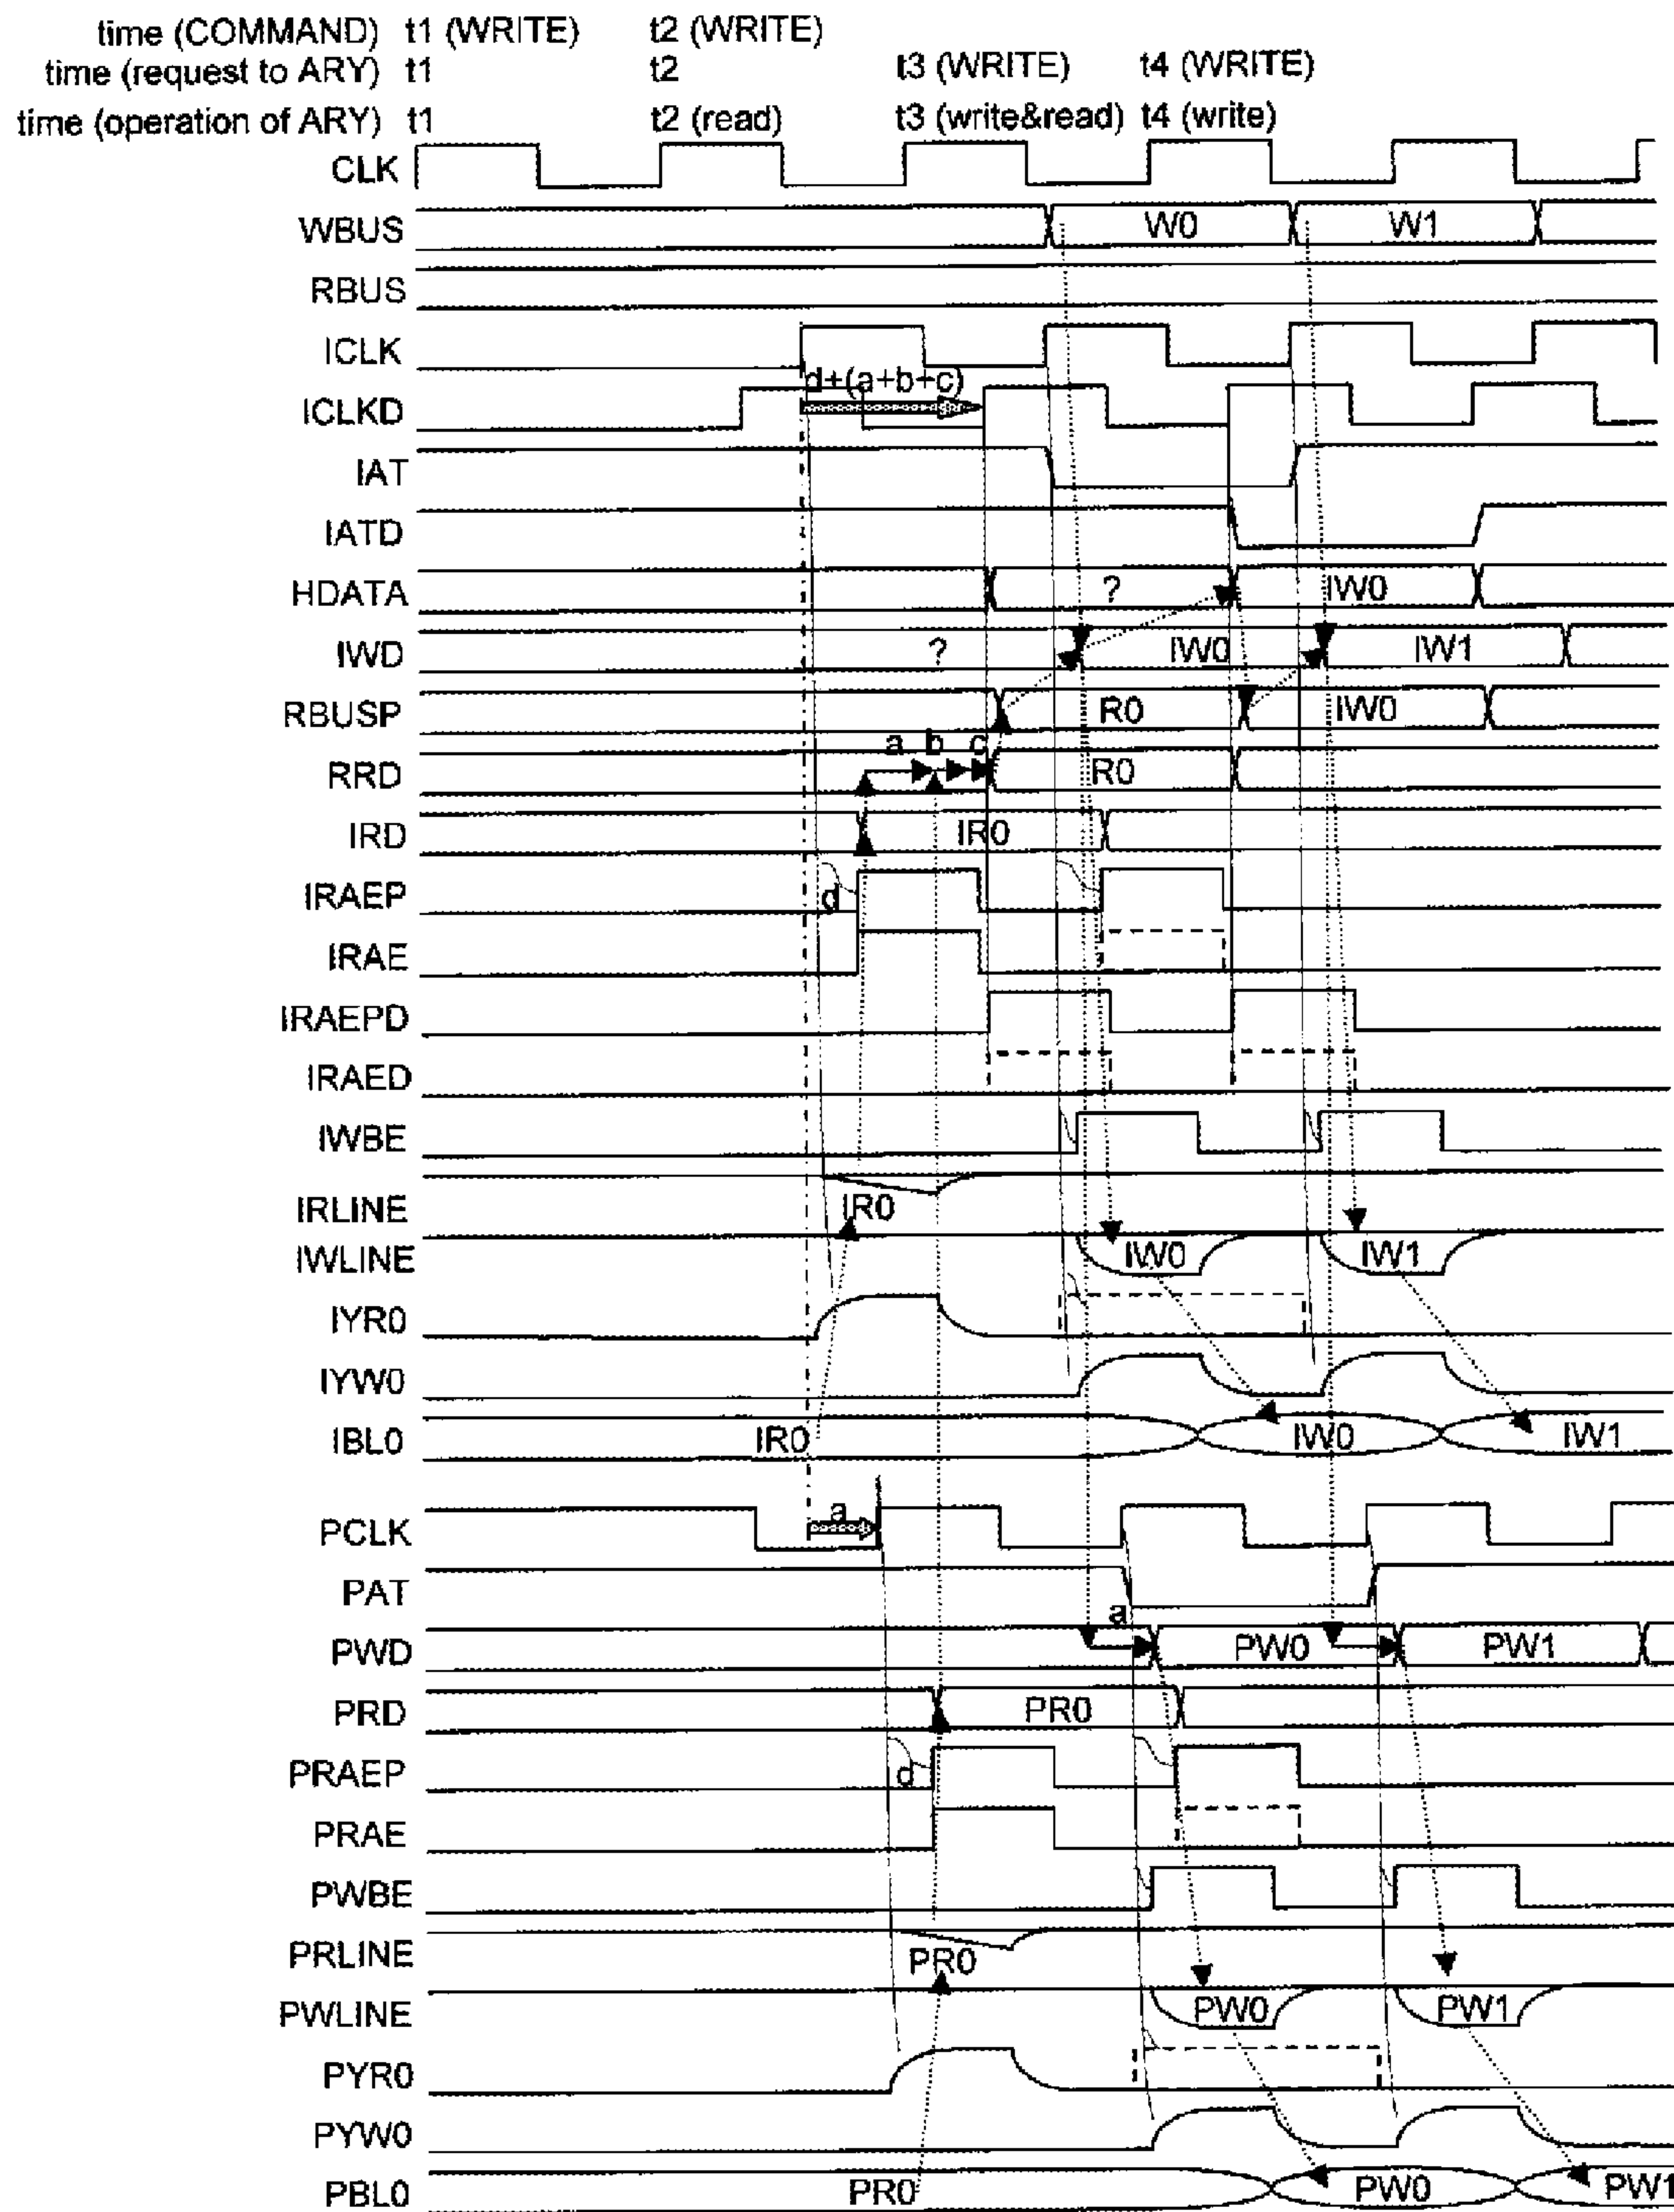 time (COMMAND) t1 (WRITE) t2 (WRITE)
time (request to ARY) t1 t2 t3 (WRITE) t4 (WRITE)
time (operation of ARY) t1 t2 (read) t3 (write&read) t4 (write)
CLK
WBUS W0 W1
RBUS
ICLK
d+(a+b+c)
ICLKD
IAT
IATD
HDATA ? IW0
IWD ? IW0 IW1
RBUSP R0 IW0
a b c
RRD R0
IRD IR0
IRAEP d
IRAE
IRAEPD
IRAED
IWBE
IRLINE IR0
IWLINE IW0 IW1
IYR0
IYW0
IBL0 IR0 IW0 IW1
PCLK a
PAT
a
PWD PW0 PW1
PRD PR0
PRAEP d
PRAE
PWBE
PRLINE PR0
PWLINE PW0 PW1
PYR0
PYW0
PBL0 PR0 PW0 PW1